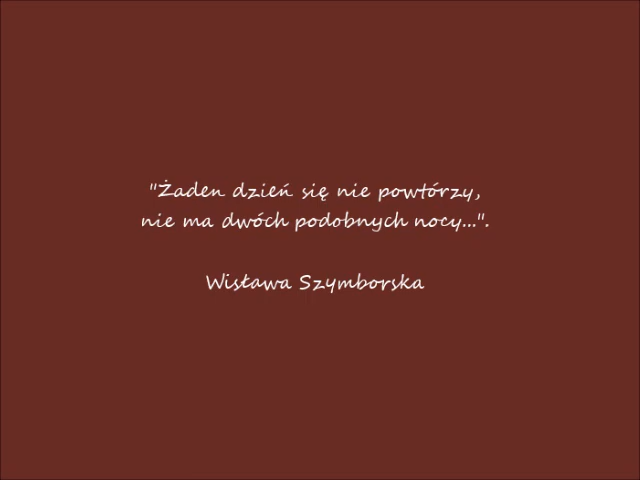 "Żaden dzień się nie powtórzy,
nie ma dwóch podobnych nocy...".
Wisława Szymborska